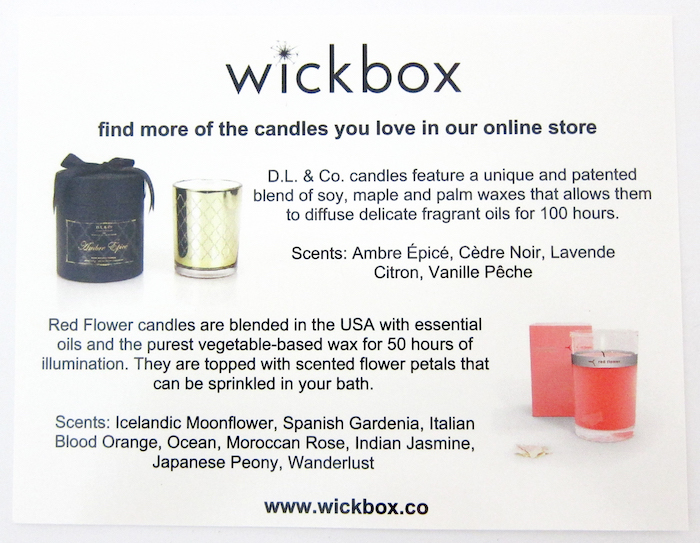 wickbox
find more of the candles you love in our online store
D.L. & Co. candles feature a unique and patented
blend of soy, maple and palm waxes that allows them
to diffuse delicate fragrant oils for 100 hours.
Scents: Ambre Épicé, Cèdre Noir, Lavende
Citron, Vanille Pêche
Ambre Épicé
Red Flower candles are blended in the USA with essential
oils and the purest vegetable-based wax for 50 hours of
illumination. They are topped with scented flower petals that
can be sprinkled in your bath.
red flower
Scents: Icelandic Moonflower, Spanish Gardenia, Italian
Blood Orange, Ocean, Moroccan Rose, Indian Jasmine,
Japanese Peony, Wanderlust
www.wickbox.co